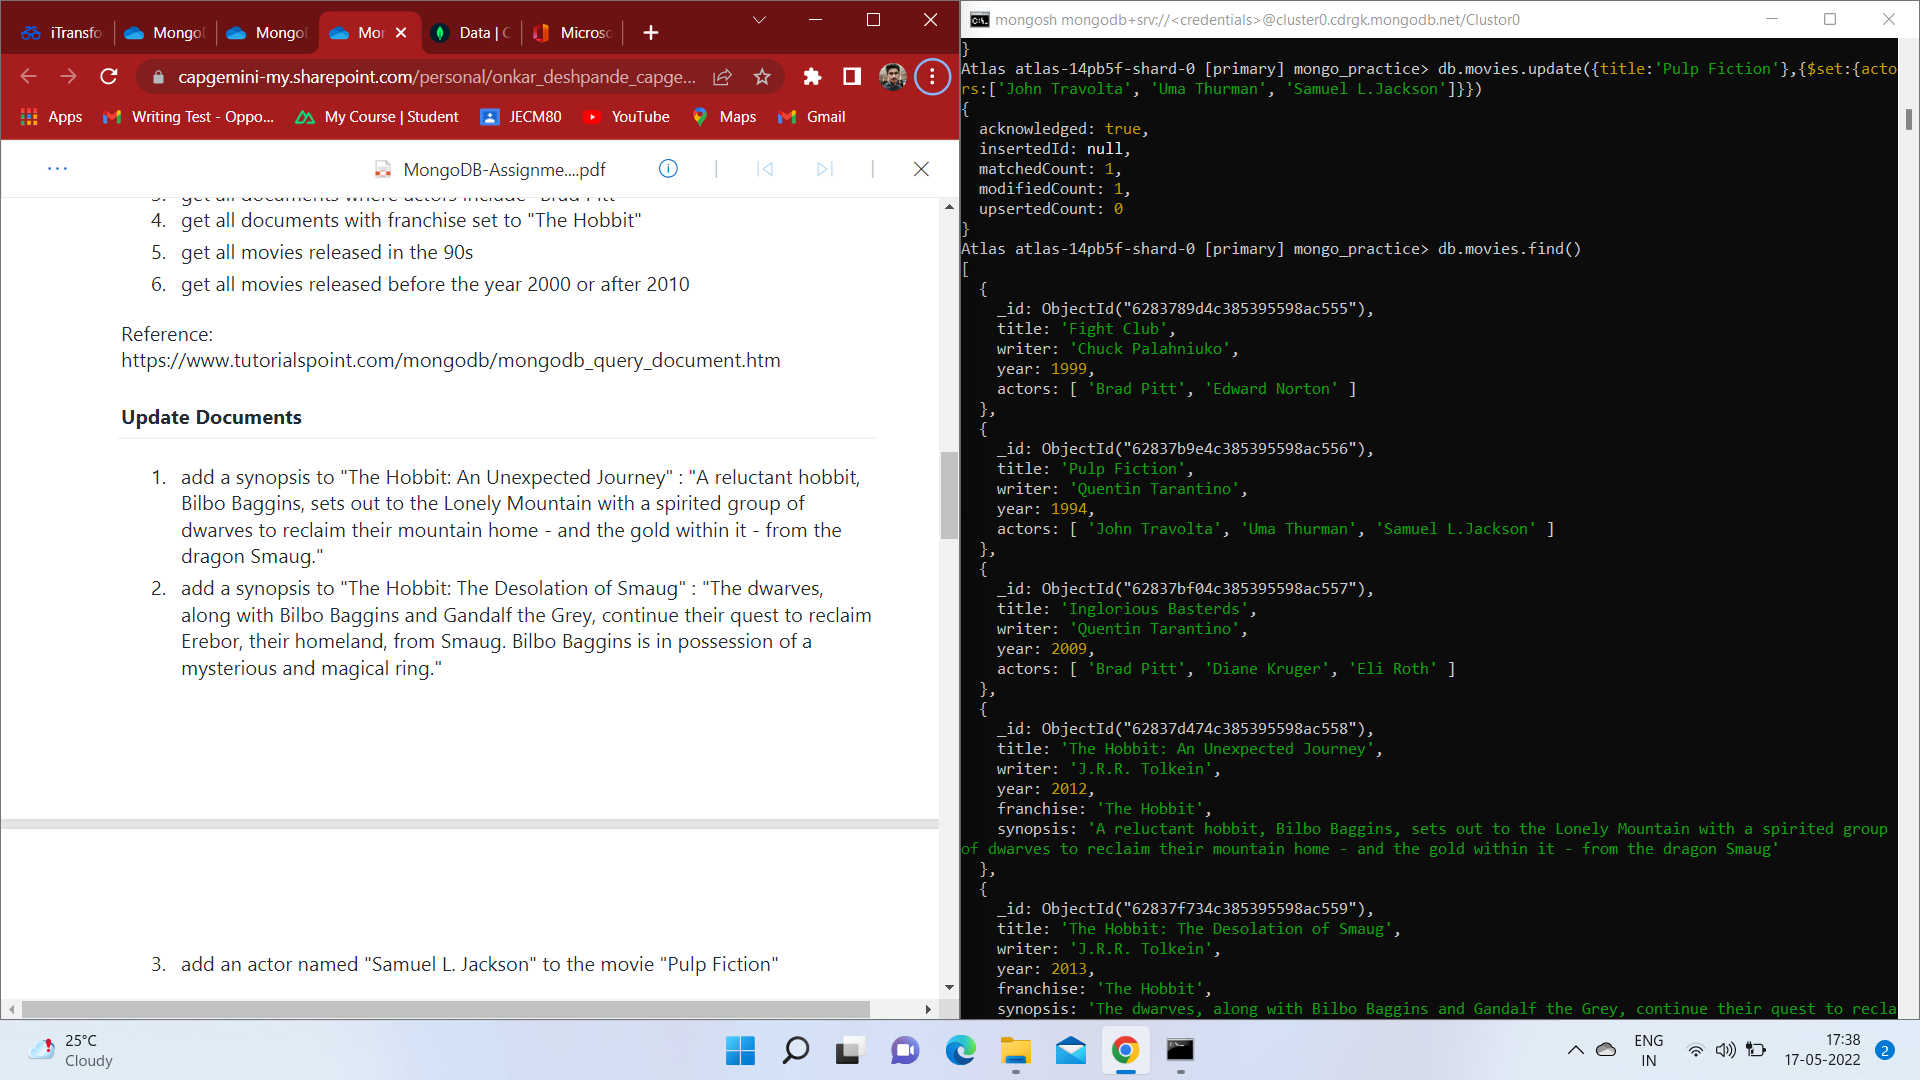 iTransfo
Mongo
Mongo
Mor
Data | C
Microso
capgemini-my.sharepoint.com/personal/onkar_deshpande_capge...
Apps
Writing Test - Oppo...
My Course | Student
JECM80
YouTube
Maps
Gmail
MongoDB-Assignme....pdf
3. get all documents where actors include "Brad Pitt"
4. get all documents with franchise set to "The Hobbit"
5. get all movies released in the 90s
6. get all movies released before the year 2000 or after 2010
Reference:
https://www.tutorialspoint.com/mongodb/mongodb_query_document.htm
Update Documents
1. add a synopsis to "The Hobbit: An Unexpected Journey" : "A reluctant hobbit,
Bilbo Baggins, sets out to the Lonely Mountain with a spirited group of
dwarves to reclaim their mountain home - and the gold within it - from the
dragon Smaug."
2. add a synopsis to "The Hobbit: The Desolation of Smaug" : "The dwarves,
along with Bilbo Baggins and Gandalf the Grey, continue their quest to reclaim
Erebor, their homeland, from Smaug. Bilbo Baggins is in possession of a
mysterious and magical ring."
3. add an actor named "Samuel L. Jackson" to the movie "Pulp Fiction"
mongosh mongodb+srv://<credentials>@cluster0.cdrgk.mongodb.net/Clustor0
}
Atlas atlas-14pb5f-shard-0 [primary] mongo_practice> db.movies.update({title:'Pulp Fiction'},{$set:{acto
rs:['John Travolta', 'Uma Thurman', 'Samuel L.Jackson']}})
{
acknowledged: true,
insertedId: null,
matchedCount: 1,
modifiedCount: 1,
upsertedCount: 0
}
Atlas atlas-14pb5f-shard-0 [primary] mongo_practice> db.movies.find()
[
{
_id: ObjectId("6283789d4c385395598ac555"),
title: 'Fight Club',
writer: 'Chuck Palahniuko',
year: 1999,
actors: [ 'Brad Pitt', 'Edward Norton' ]
},
{
_id: ObjectId("62837b9e4c385395598ac556"),
title: 'Pulp Fiction',
writer: 'Quentin Tarantino',
year: 1994,
actors: [ 'John Travolta', 'Uma Thurman', 'Samuel L.Jackson' ]
},
{
_id: ObjectId("62837bf04c385395598ac557"),
title: 'Inglorious Basterds',
writer: 'Quentin Tarantino',
year: 2009,
actors: [ 'Brad Pitt', 'Diane Kruger', 'Eli Roth' ]
},
{
_id: ObjectId("62837d474c385395598ac558"),
title: 'The Hobbit: An Unexpected Journey',
writer: 'J.R.R. Tolkein',
year: 2012,
franchise: 'The Hobbit',
synopsis: 'A reluctant hobbit, Bilbo Baggins, sets out to the Lonely Mountain with a spirited group
of dwarves to reclaim their mountain home - and the gold within it - from the dragon Smaug'
},
{
_id: ObjectId("62837f734c385395598ac559"),
title: 'The Hobbit: The Desolation of Smaug',
writer: 'J.R.R. Tolkein',
year: 2013,
franchise: 'The Hobbit',
synopsis: 'The dwarves, along with Bilbo Baggins and Gandalf the Grey, continue their quest to recla
25°C
Cloudy
ENG
IN
17:38
17-05-2022
2